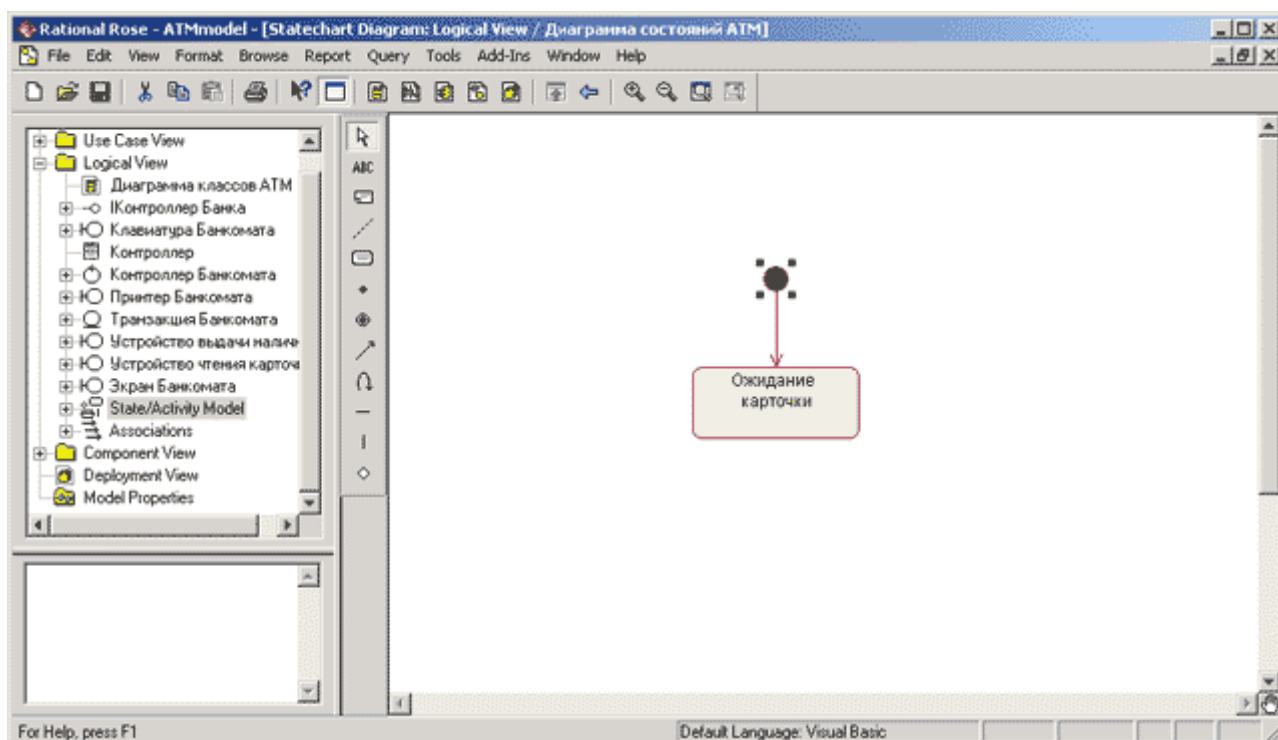 Rational Rose - ATMmodel - [Statechart Diagram: Logical View / Диаграмма состояний ATM]
File Edit View Format Browse Report Query Tools Add-Ins Window Help
Use Case View
Logical View
Диаграмма классов ATM
IКонтроллер Банка
Клавиатура Банкомата
Контроллер
Контроллер Банкомата
Принтер Банкомата
Транзакция Банкомата
Устройство выдачи наличн
Устройство чтения карточ
Экран Банкомата
State/Activity Model
Associations
Component View
Deployment View
Model Properties
ABC
Ожидание
карточки
For Help, press F1
Default Language: Visual Basic